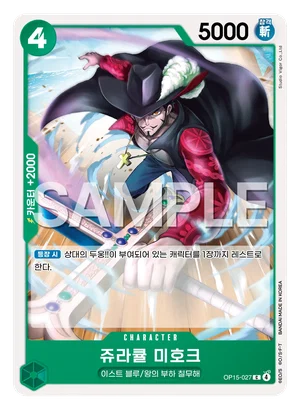 4
5000
참격
斬
카운터 +2000
SAMPLE
등장 시 상대의 두웅!!이 부여되어 있는 캐릭터를 1장까지 레스트로
한다.
CHARACTER
쥬라큘 미호크
이스트 블루/왕의 부하 칠무해
OP15-027 C
BANDAI MADE IN KOREA